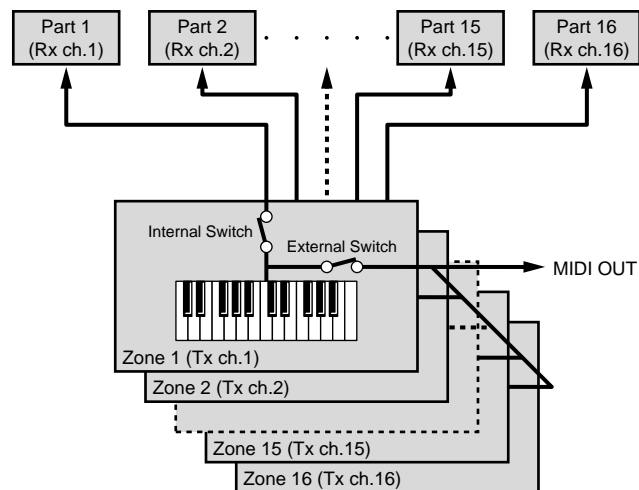 Part 1
(Rx ch.1)
Part 2
(Rx ch.2)
. . . . .
Part 15
(Rx ch.15)
Part 16
(Rx ch.16)
Internal Switch
External Switch
MIDI OUT
Zone 1 (Tx ch.1)
Zone 2 (Tx ch.2)
Zone 15 (Tx ch.15)
Zone 16 (Tx ch.16)